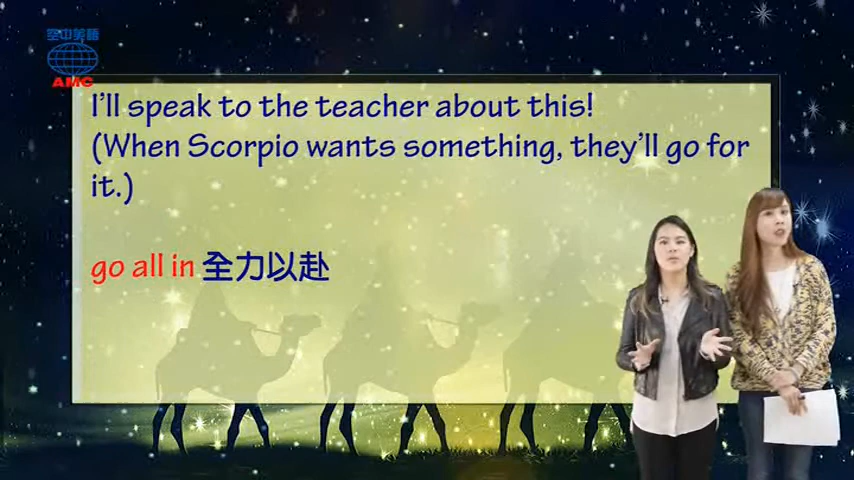 空中美語
AMC
I'll speak to the teacher about this!
(When Scorpio wants something, they'll go for
it.)
go all in 全力以赴